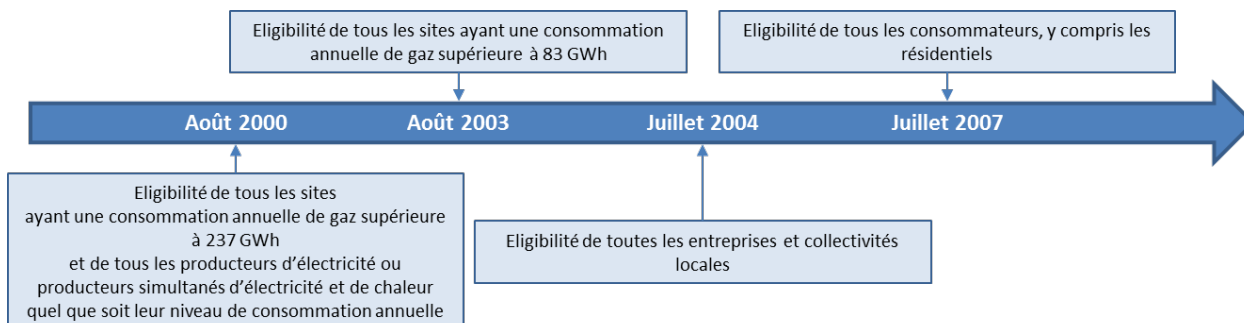 Eligibilité de tous les sites ayant une consommation
annuelle de gaz supérieure à 83 GWh
Eligibilité de tous les consommateurs, y compris les
résidentiels
Août 2000
Août 2003
Juillet 2004
Juillet 2007
Eligibilité de tous les sites
ayant une consommation annuelle de gaz supérieure
à 237 GWh
et de tous les producteurs d’électricité ou
producteurs simultanés d’électricité et de chaleur
quel que soit leur niveau de consommation annuelle
Eligibilité de toutes les entreprises et collectivités
locales